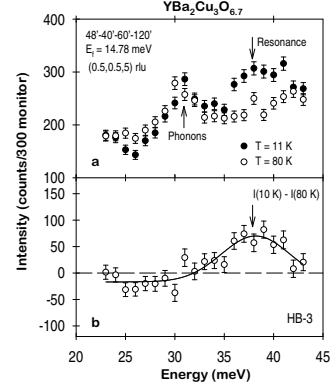 YBa2Cu3O6.7
48'-40'-60'-120'
Ef = 14.78 meV
(0.5,0.5,5) rlu
Resonance
Phonons
T = 11 K
T = 80 K
a
400
300
200
100
Intensity (counts/300 monitor)
I(10 K) - I(80 K)
150
100
50
0
-50
-100
b
HB-3
20 25 30 35 40 45
Energy (meV)